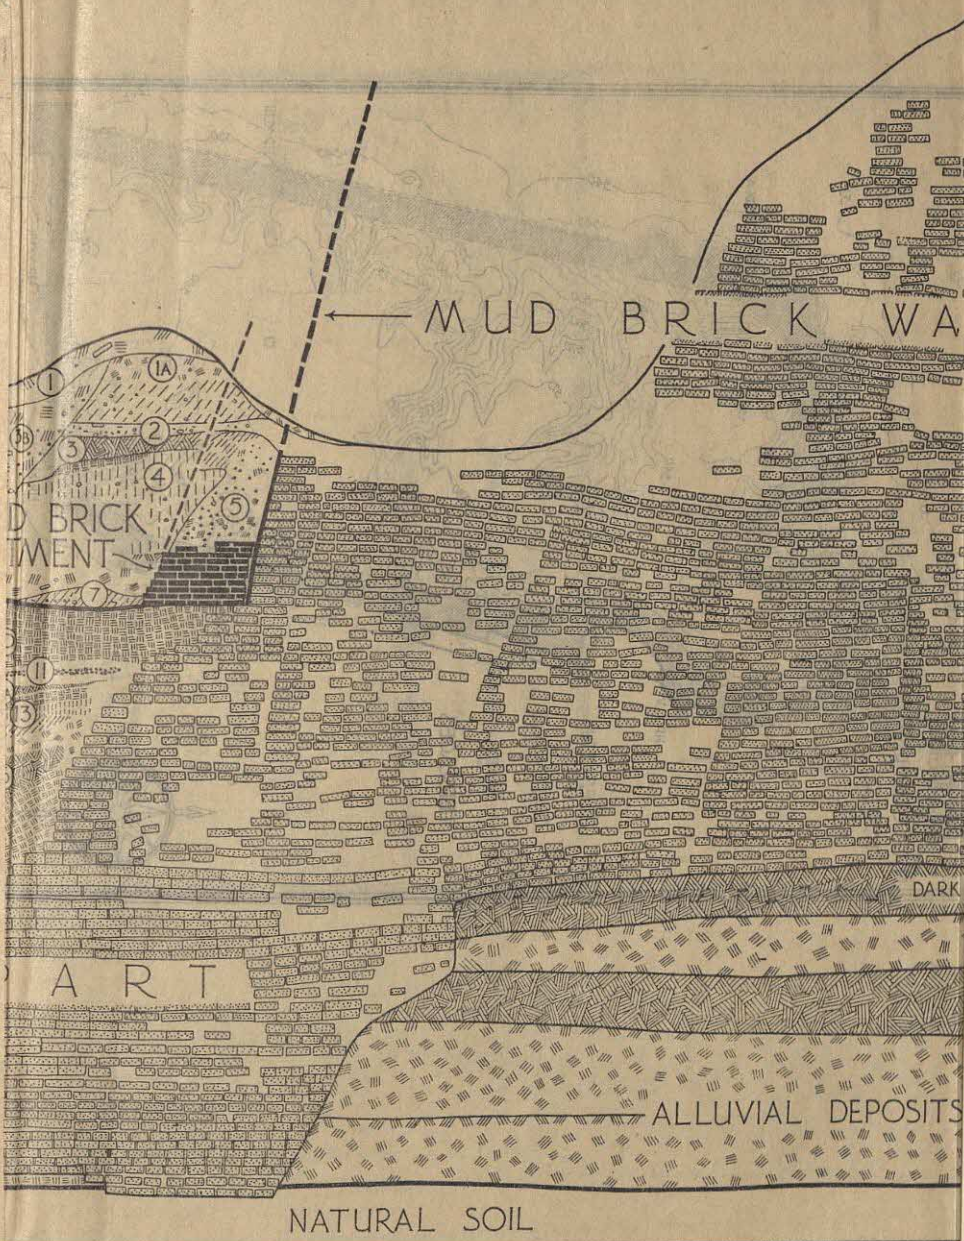 MUD BRICK WA
1
1A
2
3B
3
4
5
D BRICK
MENT
7
11
13
DARK
ART
ALLUVIAL DEPOSITS
NATURAL SOIL